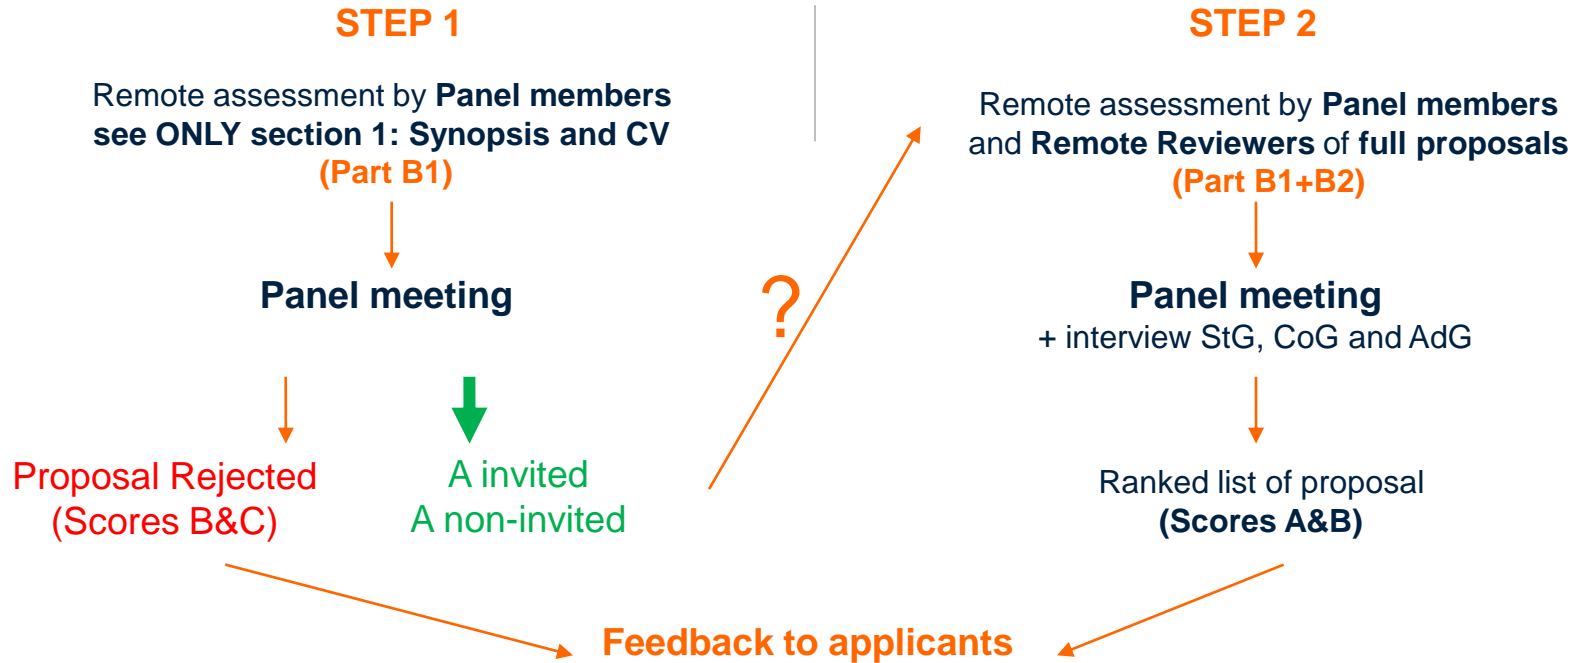 STEP 1
Remote assessment by Panel members
see ONLY section 1: Synopsis and CV
(Part B1)
Panel meeting
Proposal Rejected
(Scores B&C)
A invited
A non-invited
?
STEP 2
Remote assessment by Panel members
and Remote Reviewers of full proposals
(Part B1+B2)
Panel meeting
+ interview StG, CoG and AdG
Ranked list of proposal
(Scores A&B)
Feedback to applicants